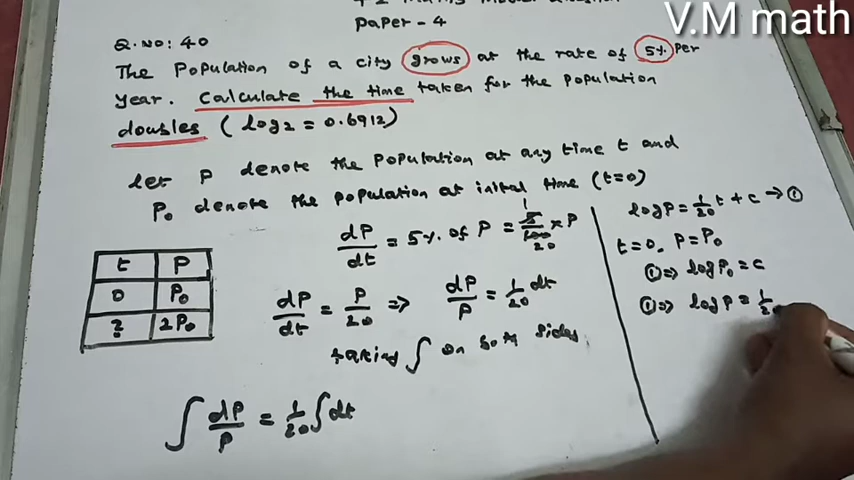 V.M math
Paper - 4
Q.No: 40
The Population of a city grows at the rate of 5% per
year. Calculate the time taken for the population
doubles (log2 = 0.6912)
let P denote the population at any time t and
P₀ denote the population at initial time (t=0)
dP/dt = 5% of P = 5/100 × P
1
20
t P
0 P₀
? 2P₀
dP/dt = P/20 => dP/P = 1/20 dt
taking ∫ on both sides
∫ dP/P = 1/20 ∫ dt
log P = 1/20 t + c → ①
t=0, P=P₀
① => log P₀ = c
① => log P = 1/20